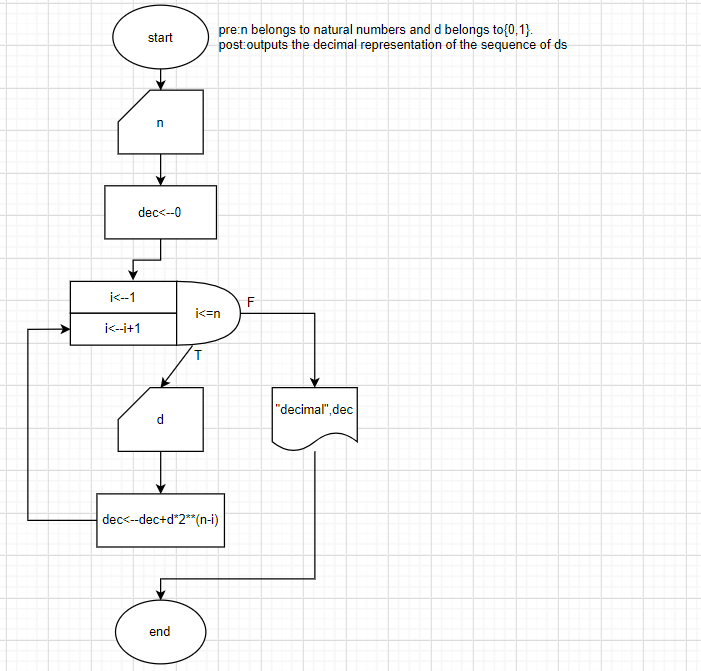 start
pre:n belongs to natural numbers and d belongs to{0,1}.
post:outputs the decimal representation of the sequence of ds
n
dec<--0
i<--1
i<--i+1
i<=n
F
T
d
"decimal",dec
dec<--dec+d*2**(n-i)
end